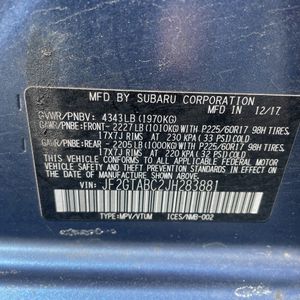 MFD BY SUBARU CORPORATION 12/17
GVWR/PNBV: 4343LB(1970KG)
GAWR/PNBE:FRONT- 2227LB(1010KG)WITH P225/60R17 98H TIRES
17X7J RIMS AT 230 KPA(33 PSI)COLD
GAWR/PNBE:REAR - 2205LB(1000KG)WITH P225/60R17 98H TIRES
17X7J RIMS AT 220 KPA(32 PSI)COLD
THIS VEHICLE CONFORMS TO ALL APPLICABLE
FEDERAL MOTOR VEHICLE SAFETY AND
THEFT PREVENTION STANDARDS IN EFFECT ON THE
DATE OF MANUFACTURE SHOWN ABOVE.
VIN: JF2GTABC2JH283881
TYPE:MPV/VTUM ICES/NMB-002